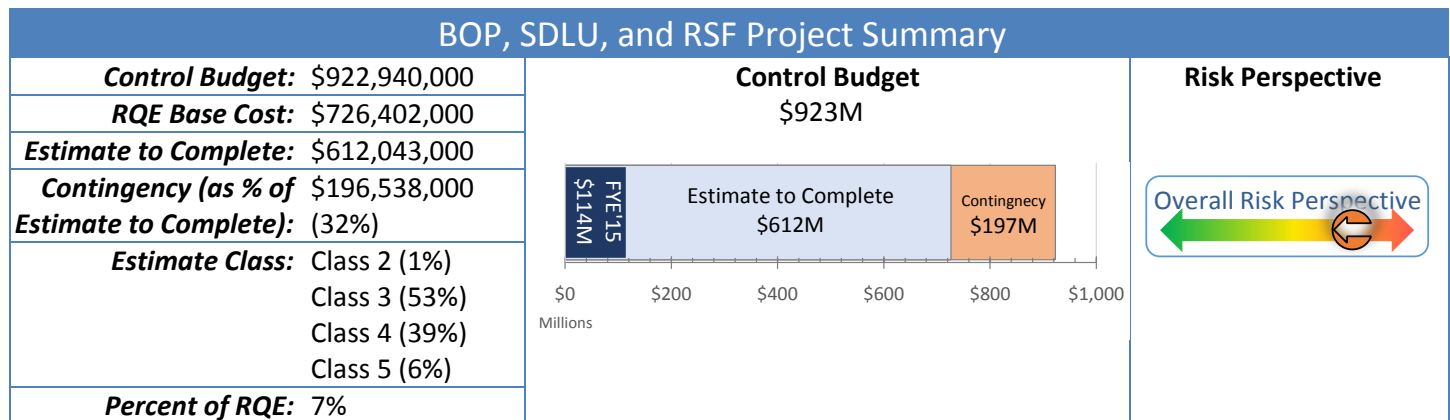 BOP, SDLU, and RSF Project Summary
Control Budget: $922,940,000
RQE Base Cost: $726,402,000
Estimate to Complete: $612,043,000
Contingency (as % of $196,538,000
Estimate to Complete): (32%)
Estimate Class: Class 2 (1%)
Class 3 (53%)
Class 4 (39%)
Class 5 (6%)
Percent of RQE: 7%
Control Budget
$923M
FYE'15
$114M
Estimate to Complete
$612M
Contingnecy
$197M
$0 $200 $400 $600 $800 $1,000
Millions
Risk Perspective
Overall Risk Perspective